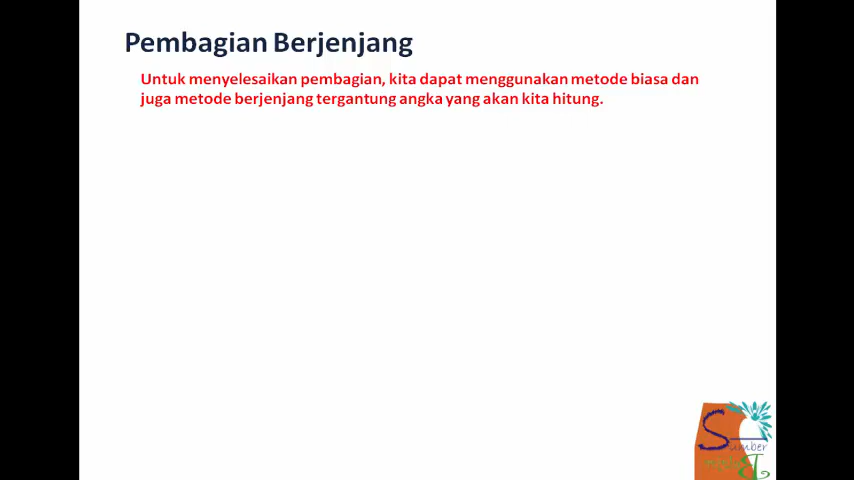 Pembagian Berjenjang
Untuk menyelesaikan pembagian, kita dapat menggunakan metode biasa dan
juga metode berjenjang tergantung angka yang akan kita hitung.
Sumber